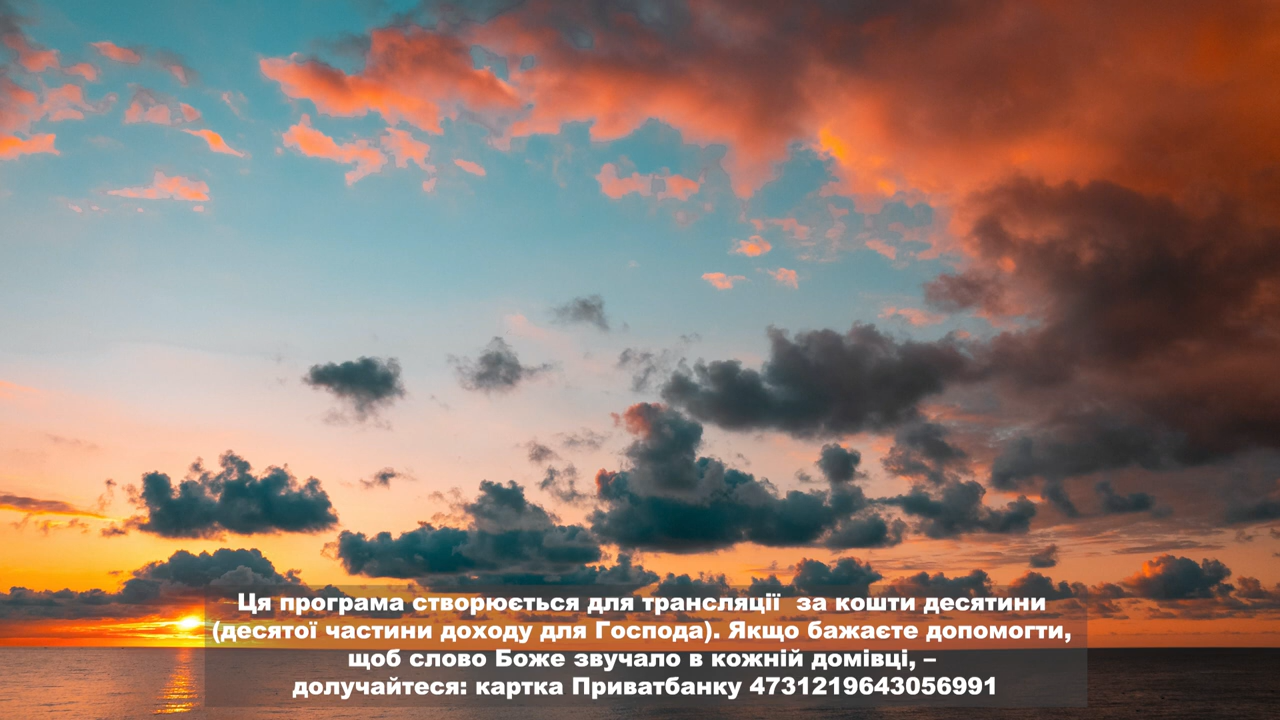 Ця програма створюється для трансляції  за кошти десятини
(десятої частини доходу для Господа). Якщо бажаєте допомогти,
щоб слово Боже звучало в кожній домівці, –
долучайтеся: картка Приватбанку 4731219643056991